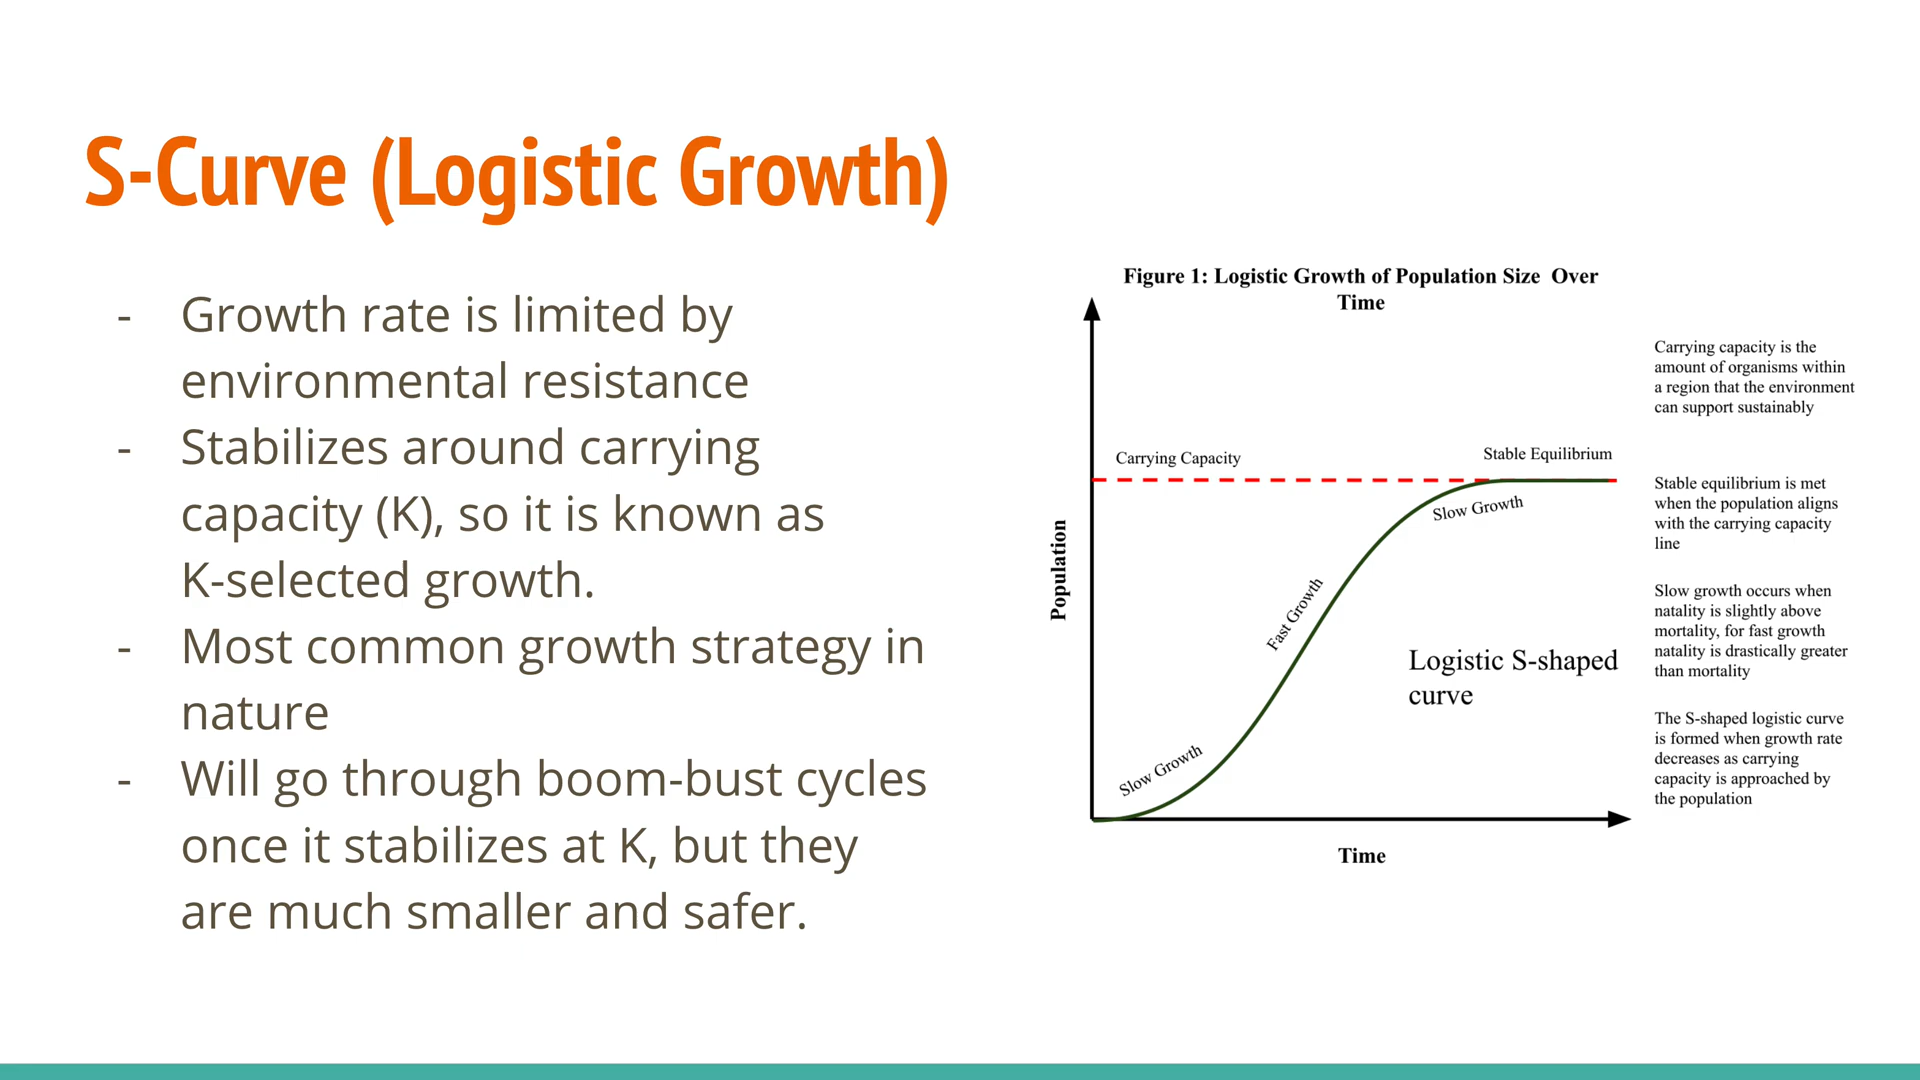 S-Curve (Logistic Growth)
- Growth rate is limited by
environmental resistance
- Stabilizes around carrying
capacity (K), so it is known as
K-selected growth.
- Most common growth strategy in
nature
- Will go through boom-bust cycles
once it stabilizes at K, but they
are much smaller and safer.
Figure 1: Logistic Growth of Population Size Over
Time
Carrying Capacity
Stable Equilibrium
Slow Growth
Fast Growth
Slow Growth
Logistic S-shaped
curve
Population
Time
Carrying capacity is the
amount of organisms within
a region that the environment
can support sustainably
Stable equilibrium is met
when the population aligns
with the carrying capacity
line
Slow growth occurs when
natality is slightly above
mortality, for fast growth
natality is drastically greater
than mortality
The S-shaped logistic curve
is formed when growth rate
decreases as carrying
capacity is approached by
the population